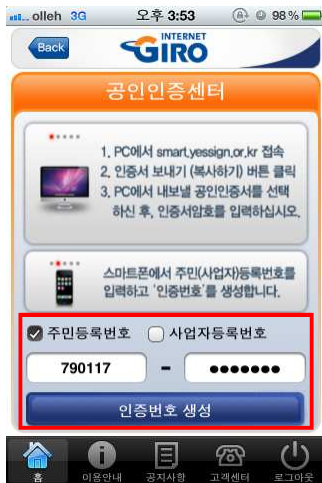 olleh 3G 오후 3:53 98%
Back
INTERNET
GIRO
공인인증센터
1. PC에서 smart.yessign.or.kr 접속
2. 인증서 보내기 (복사하기) 버튼 클릭
3. PC에서 내보낼 공인인증서를 선택
하신 후, 인증서암호를 입력하십시오.
스마트폰에서 주민(사업자)등록번호를
입력하고 '인증번호'를 생성합니다.
주민등록번호 사업자등록번호
790117 - ●●●●●●●
인증번호 생성
홈 이용안내 공지사항 고객센터 로그아웃